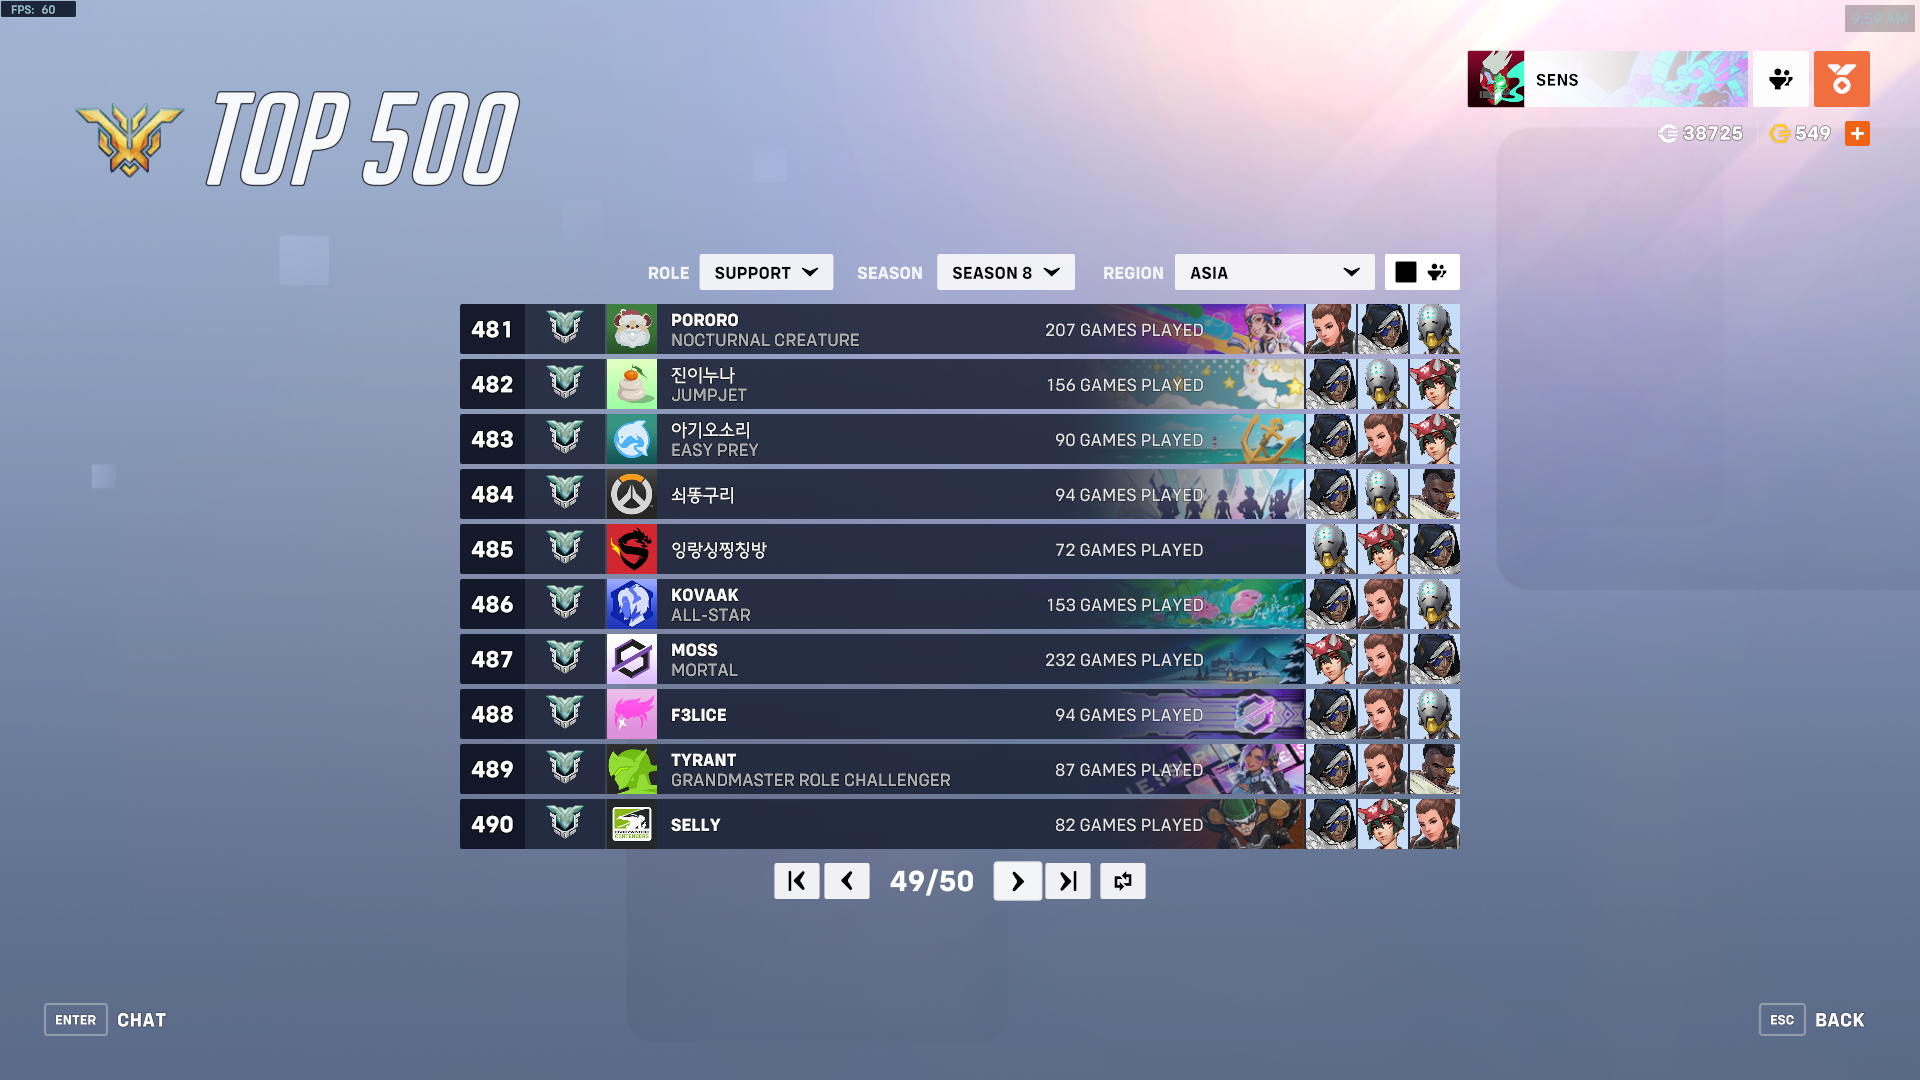 FPS: 60
9:59 AM
TOP 500
SENS
38725
549
ROLE SUPPORT SEASON SEASON 8 REGION ASIA
481 PORORO 207 GAMES PLAYED
NOCTURNAL CREATURE
482 진이누나 156 GAMES PLAYED
JUMPJET
483 아기오소리 90 GAMES PLAYED
EASY PREY
484 쇠똥구리 94 GAMES PLAYED
485 잉랑싱찡칭방 72 GAMES PLAYED
486 KOVAAK 153 GAMES PLAYED
ALL-STAR
487 MOSS 232 GAMES PLAYED
MORTAL
488 F3LICE 94 GAMES PLAYED
489 TYRANT 87 GAMES PLAYED
GRANDMASTER ROLE CHALLENGER
490 SELLY 82 GAMES PLAYED
49/50
ENTER CHAT
ESC BACK